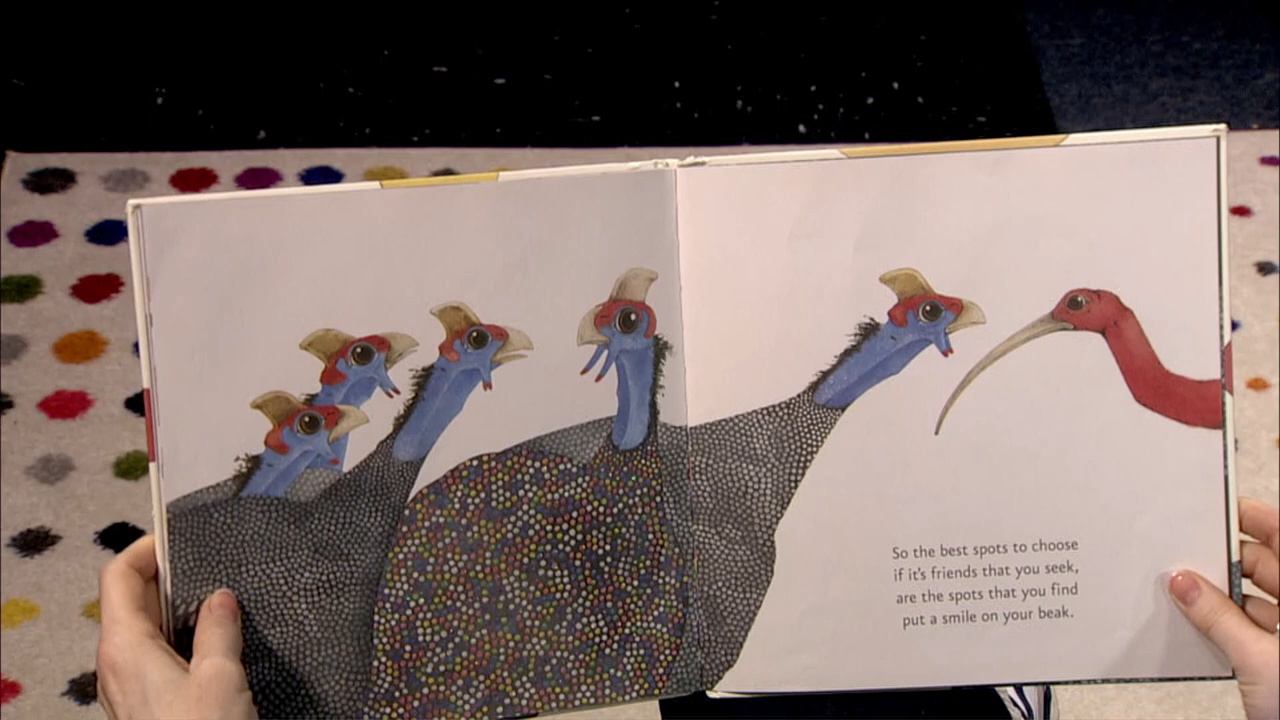 So the best spots to choose
if it's friends that you seek,
are the spots that you find
put a smile on your beak.